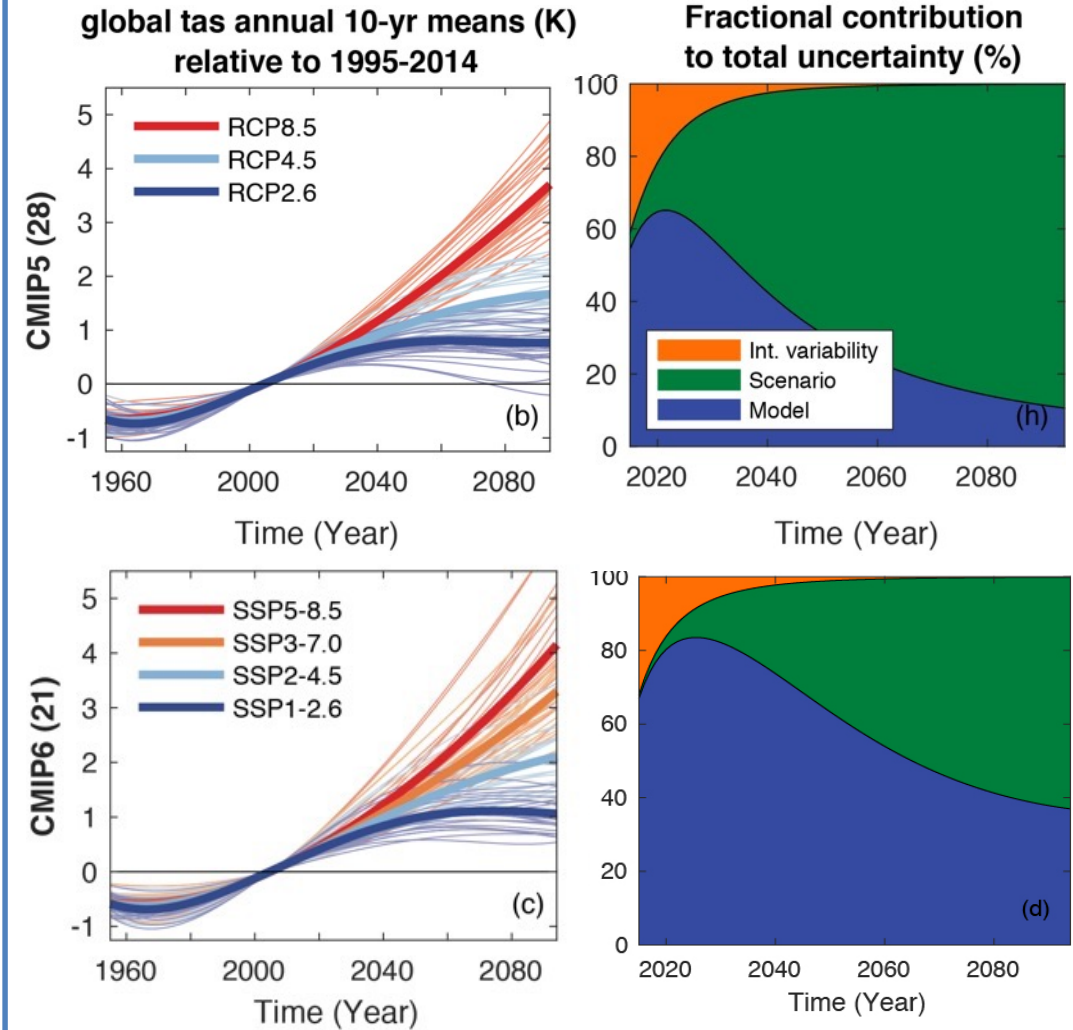 global tas annual 10-yr means (K)
relative to 1995-2014
Fractional contribution
to total uncertainty (%)
CMIP5 (28)
5
4
3
2
1
0
-1
RCP8.5
RCP4.5
RCP2.6
(b)
1960
2000
2040
2080
Time (Year)
100
80
60
40
20
0
Int. variability
Scenario
Model
(h)
2020
2040
2060
2080
Time (Year)
CMIP6 (21)
5
4
3
2
1
0
-1
SSP5-8.5
SSP3-7.0
SSP2-4.5
SSP1-2.6
(c)
1960
2000
2040
2080
Time (Year)
100
80
60
40
20
0
(d)
2020
2040
2060
2080
Time (Year)